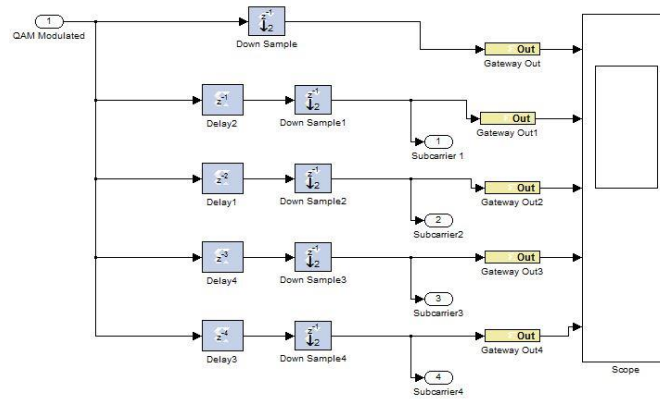 1
QAM Modulated
z-1
↓2
Down Sample
Out
Gateway Out
z-1
Delay2
z-1
↓2
Down Sample1
Out
Gateway Out1
1
Subcarrier 1
z-2
Delay1
z-1
↓2
Down Sample2
Out
Gateway Out2
2
Subcarrier2
z-3
Delay4
z-1
↓2
Down Sample3
Out
Gateway Out3
3
Subcarrier3
z-4
Delay3
z-1
↓2
Down Sample4
Out
Gateway Out4
4
Subcarrier4
Scope